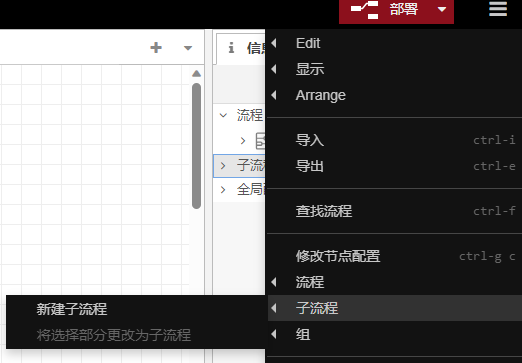 部署
信息
Edit
显示
Arrange
流程
导入 ctrl-i
导出 ctrl-e
子流
全局
查找流程 ctrl-f
修改节点配置 ctrl-g c
流程
新建子流程
子流程
将选择部分更改为子流程
组